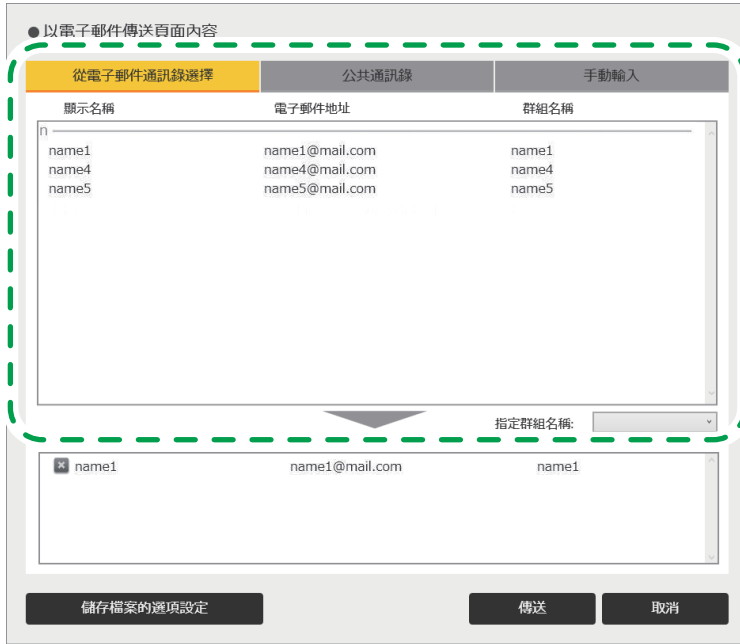 以電子郵件傳送頁面內容
從電子郵件通訊錄選擇 公共通訊錄 手動輸入
顯示名稱 電子郵件地址 群組名稱
n
name1 name1@mail.com name1
name4 name4@mail.com name4
name5 name5@mail.com name5
指定群組名稱:
name1 name1@mail.com name1
儲存檔案的選項設定 傳送 取消